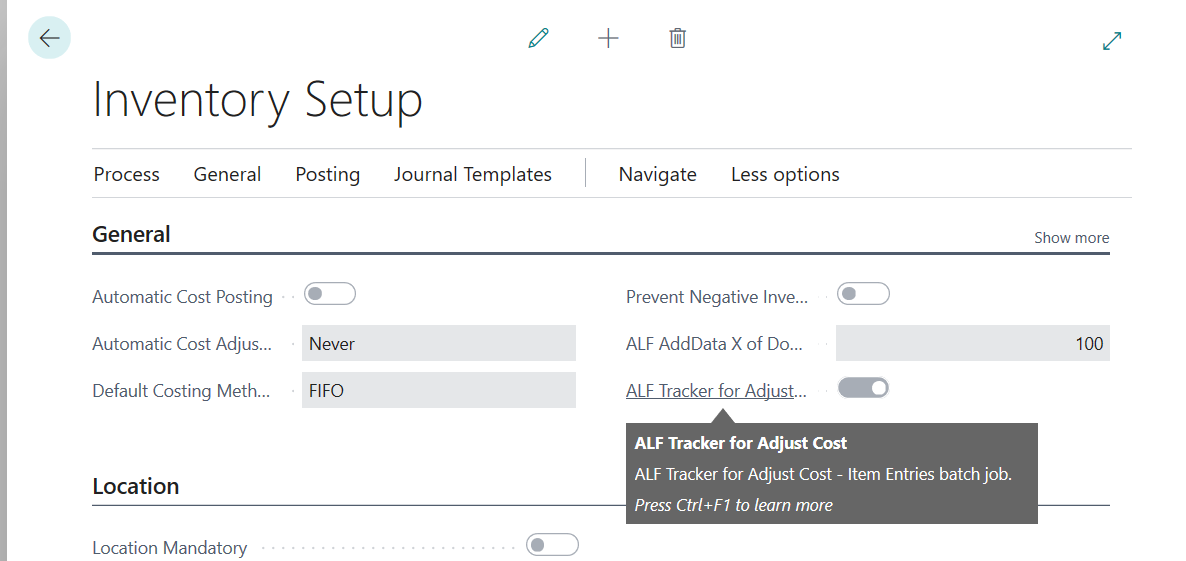 Inventory Setup
Process General Posting Journal Templates Navigate Less options
General Show more
Automatic Cost Posting
Prevent Negative Inve...
Automatic Cost Adjus... Never
ALF AddData X of Do... 100
Default Costing Meth... FIFO
ALF Tracker for Adjust...
ALF Tracker for Adjust Cost
ALF Tracker for Adjust Cost - Item Entries batch job.
Press Ctrl+F1 to learn more
Location
Location Mandatory